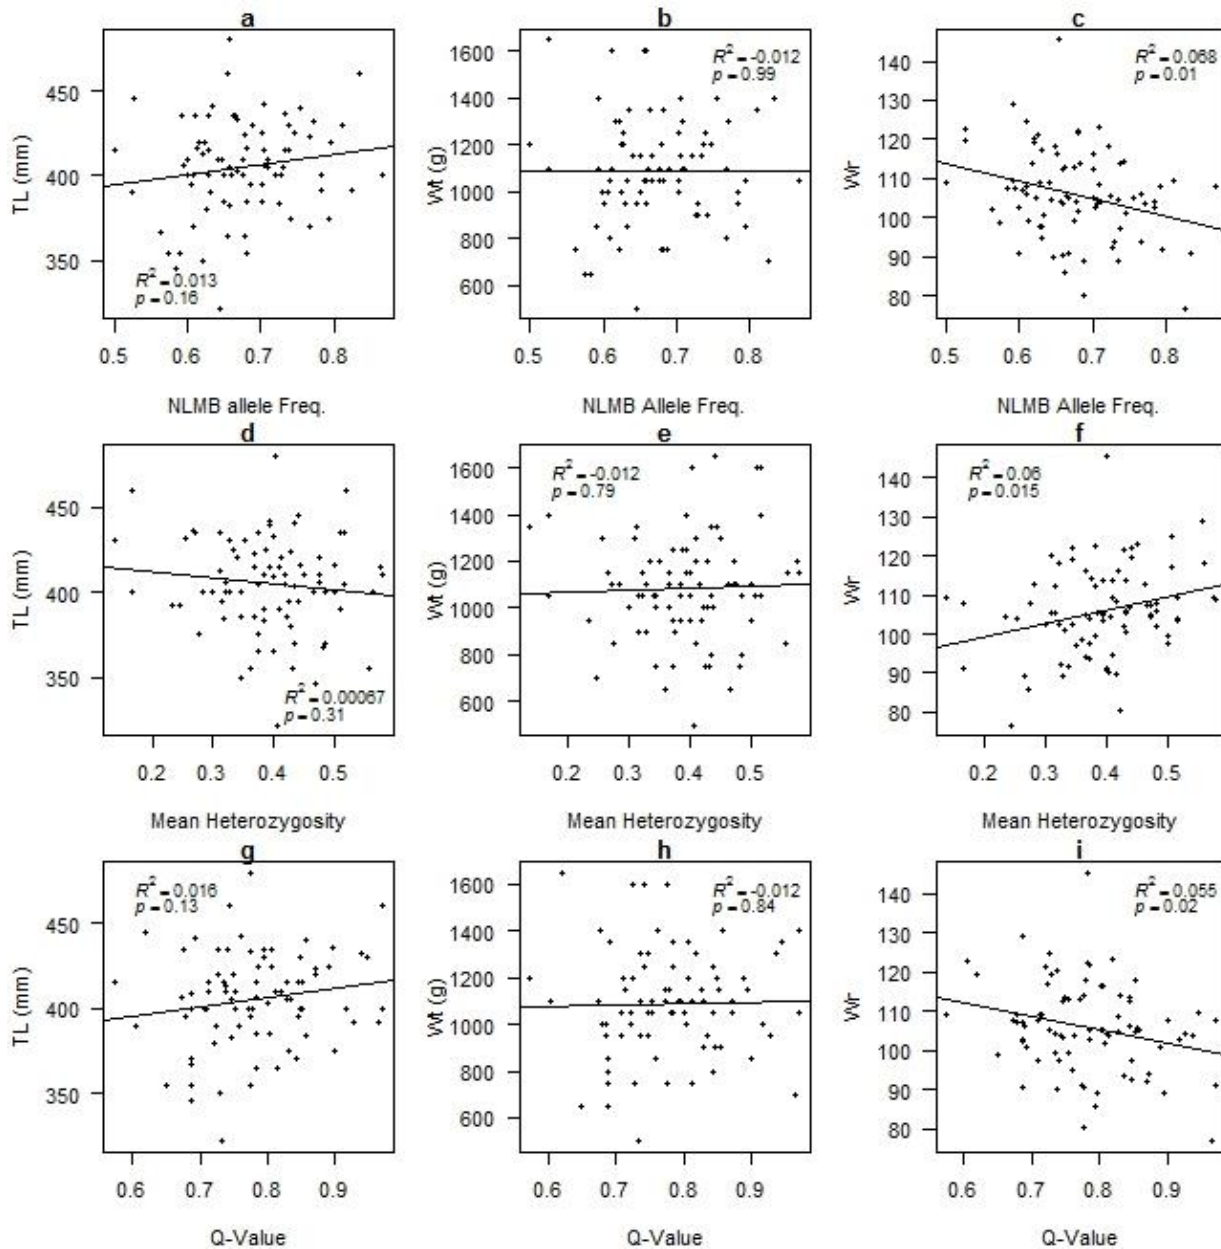 a
TL (mm)
450
400
350
R² = 0.013
p = 0.16
0.5 0.6 0.7 0.8
NLMB allele Freq.
b
Wt (g)
1600
1400
1200
1000
800
600
R² = -0.012
p = 0.99
0.5 0.6 0.7 0.8
NLMB Allele Freq.
c
Wr
140
130
120
110
100
90
80
R² = 0.068
p = 0.01
0.5 0.6 0.7 0.8
NLMB Allele Freq.
d
TL (mm)
450
400
350
R² = 0.00067
p = 0.31
0.2 0.3 0.4 0.5
Mean Heterozygosity
e
Wt (g)
1600
1400
1200
1000
800
600
R² = -0.012
p = 0.79
0.2 0.3 0.4 0.5
Mean Heterozygosity
f
Wr
140
130
120
110
100
90
80
R² = 0.06
p = 0.015
0.2 0.3 0.4 0.5
Mean Heterozygosity
g
TL (mm)
450
400
350
R² = 0.016
p = 0.13
0.6 0.7 0.8 0.9
Q-Value
h
Wt (g)
1600
1400
1200
1000
800
600
R² = -0.012
p = 0.84
0.6 0.7 0.8 0.9
Q-Value
i
Wr
140
130
120
110
100
90
80
R² = 0.055
p = 0.02
0.6 0.7 0.8 0.9
Q-Value